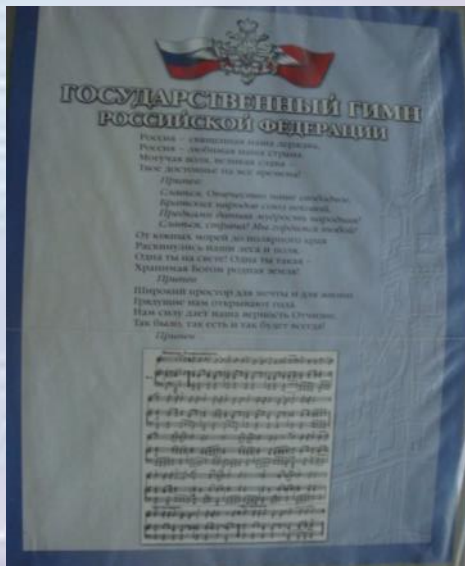 ГОСУДАРСТВЕННЫЙ ГИМН
РОССИЙСКОЙ ФЕДЕРАЦИИ
Россия – священная наша держава,
Россия – любимая наша страна.
Могучая воля, великая слава –
Твое достоянье на все времена!
Припев:
Славься, Отечество наше свободное,
Братских народов союз вековой,
Предками данная мудрость народная!
Славься, страна! Мы гордимся тобой!
От южных морей до полярного края
Раскинулись наши леса и поля.
Одна ты на свете! Одна ты такая –
Хранимая Богом родная земля!
Припев
Широкий простор для мечты и для жизни
Грядущие нам открывают года.
Нам силу дает наша верность Отчизне.
Так было, так есть и так будет всегда!
Припев